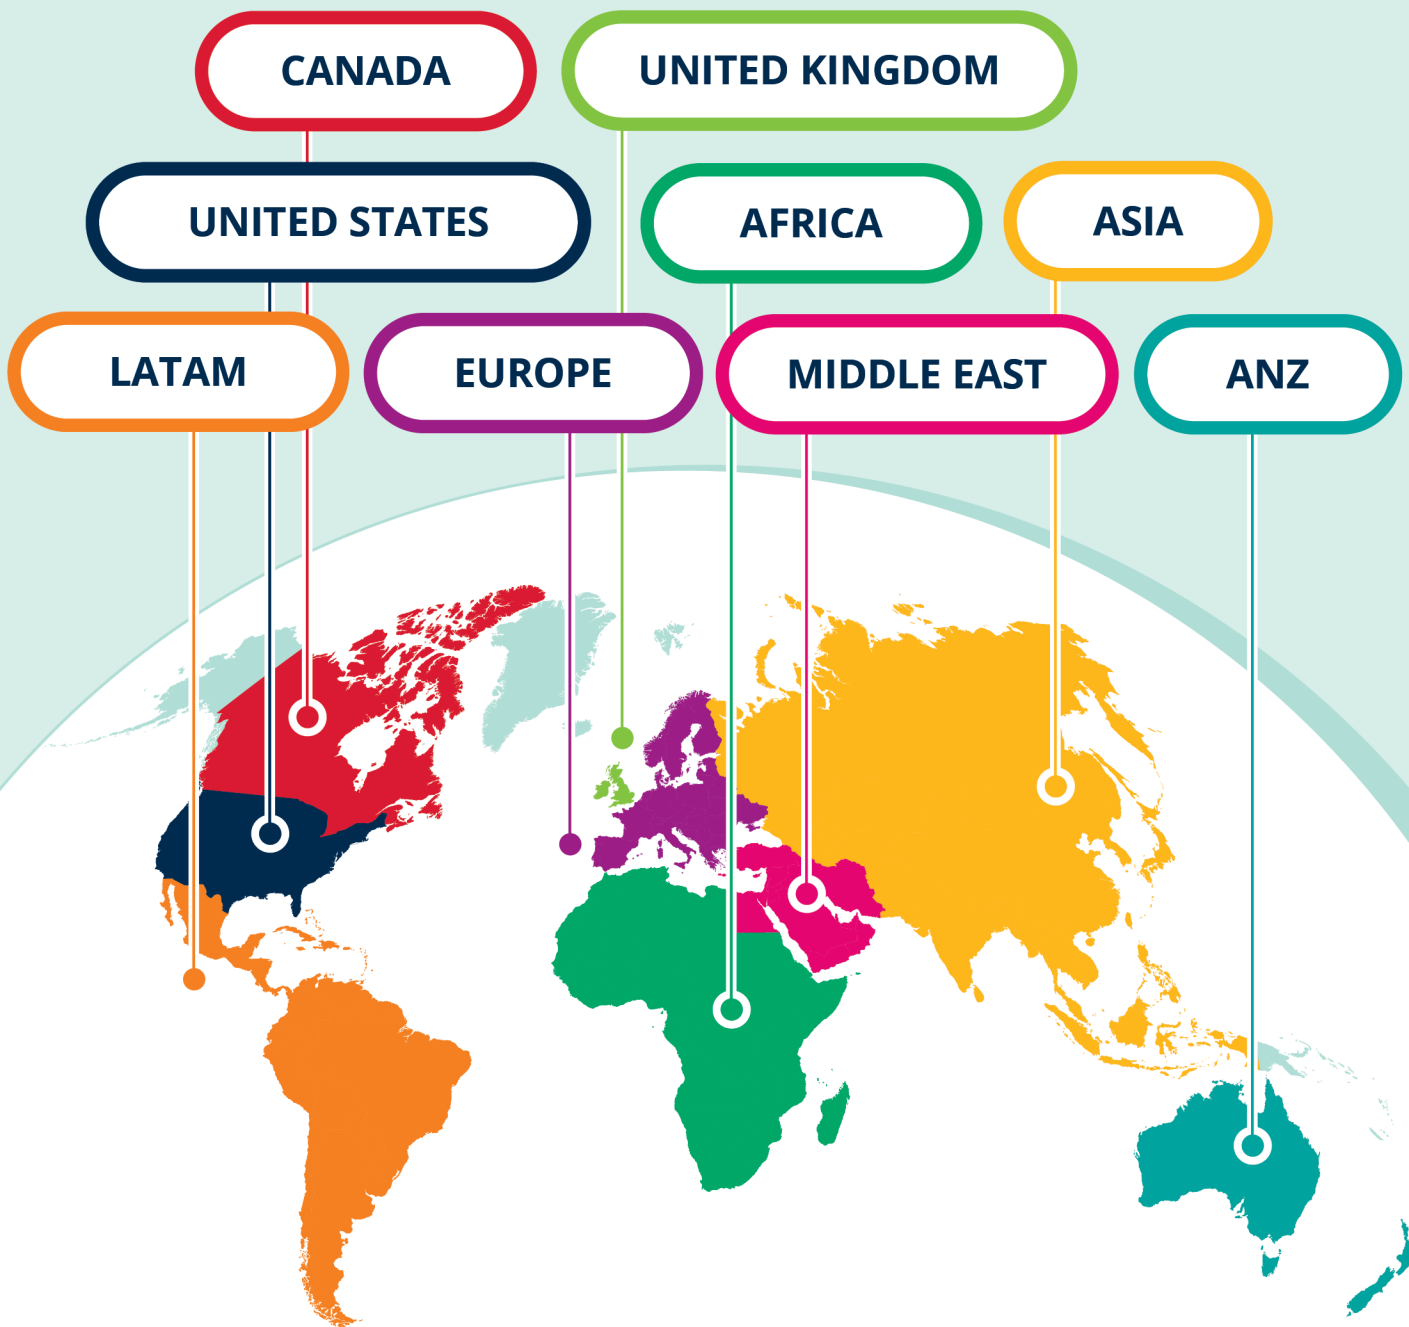 CANADA
UNITED KINGDOM
UNITED STATES
AFRICA
ASIA
LATAM
EUROPE
MIDDLE EAST
ANZ